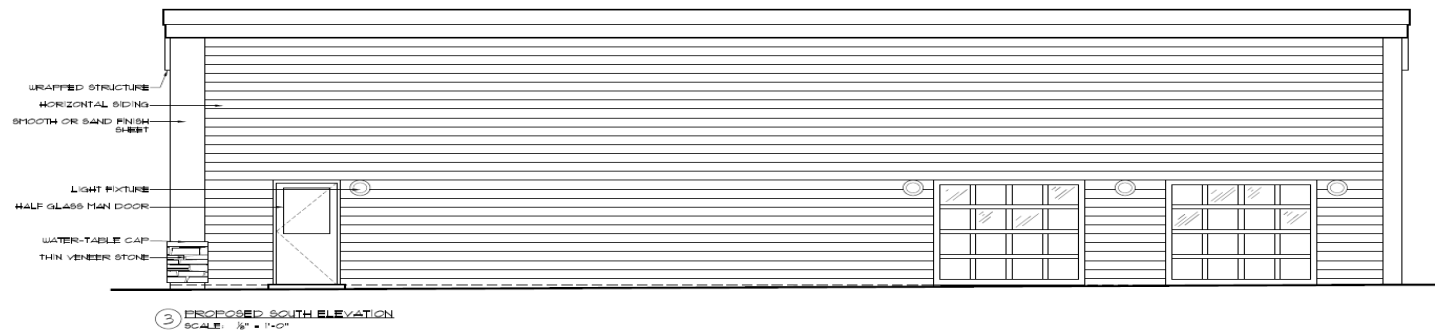 WRAPPED STRUCTURE
HORIZONTAL SIDING
SMOOTH OR SAND FINISH
SHEET
LIGHT FIXTURE
HALF GLASS MAN DOOR
WATER-TABLE CAP
THIN VENEER STONE
3 PROPOSED SOUTH ELEVATION
SCALE: ⅛" = 1'-0"